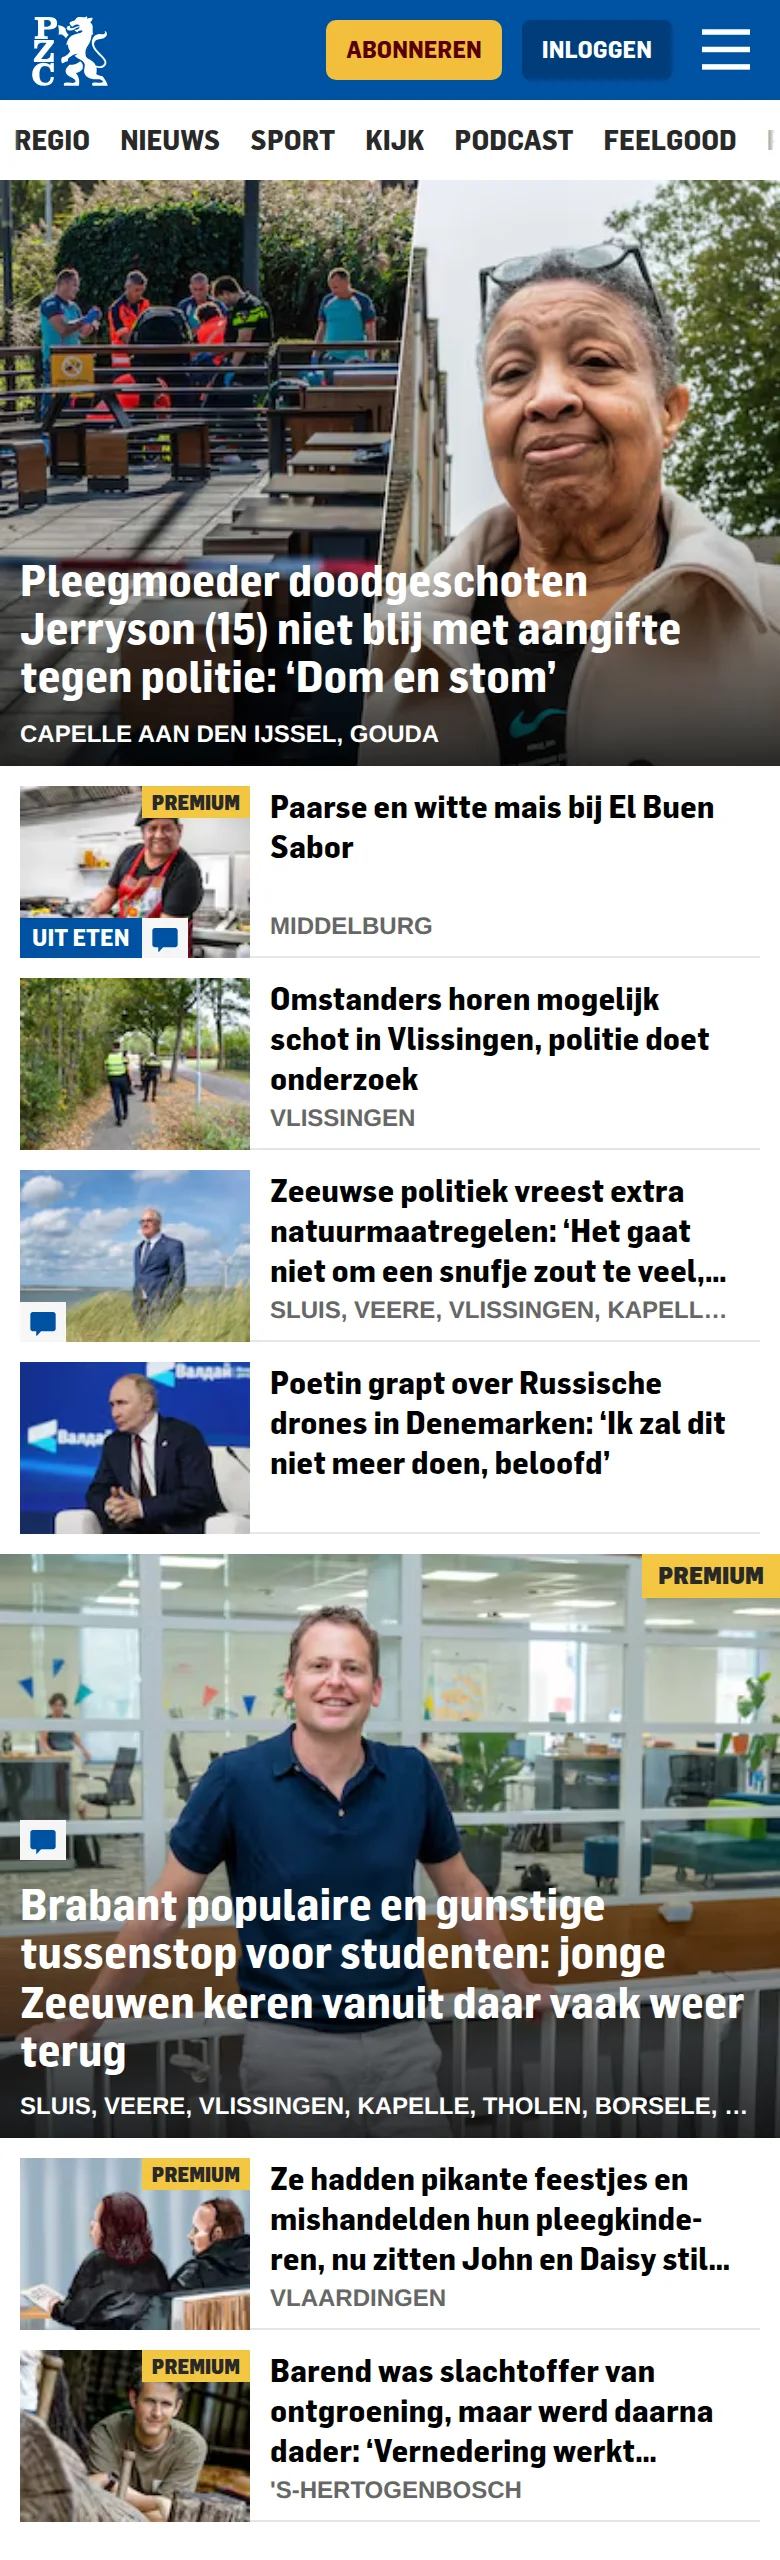 PZC
ABONNEREN
INLOGGEN
REGIO NIEUWS SPORT KIJK PODCAST FEELGOOD
Pleegmoeder doodgeschoten
Jerryson (15) niet blij met aangifte
tegen politie: ‘Dom en stom’
CAPELLE AAN DEN IJSSEL, GOUDA
PREMIUM
UIT ETEN
Paarse en witte mais bij El Buen
Sabor
MIDDELBURG
Omstanders horen mogelijk
schot in Vlissingen, politie doet
onderzoek
VLISSINGEN
Zeeuwse politiek vreest extra
natuurmaatregelen: ‘Het gaat
niet om een snufje zout te veel,...
SLUIS, VEERE, VLISSINGEN, KAPELL...
Валдай
Валда
Poetin grapt over Russische
drones in Denemarken: ‘Ik zal dit
niet meer doen, beloofd’
PREMIUM
Brabant populaire en gunstige
tussenstop voor studenten: jonge
Zeeuwen keren vanuit daar vaak weer
terug
SLUIS, VEERE, VLISSINGEN, KAPELLE, THOLEN, BORSELE, ...
PREMIUM
Ze hadden pikante feestjes en
mishandelden hun pleegkinde-
ren, nu zitten John en Daisy stil...
VLAARDINGEN
PREMIUM
Barend was slachtoffer van
ontgroening, maar werd daarna
dader: ‘Vernedering werkt...
'S-HERTOGENBOSCH